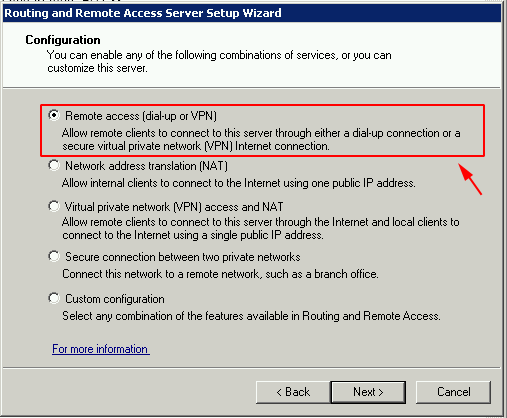 Routing and Remote Access Server Setup Wizard
Configuration
You can enable any of the following combinations of services, or you can
customize this server.
Remote access (dial-up or VPN)
Allow remote clients to connect to this server through either a dial-up connection or a
secure virtual private network (VPN) Internet connection.
Network address translation (NAT)
Allow internal clients to connect to the Internet using one public IP address.
Virtual private network (VPN) access and NAT
Allow remote clients to connect to this server through the Internet and local clients to
connect to the Internet using a single public IP address.
Secure connection between two private networks
Connect this network to a remote network, such as a branch office.
Custom configuration
Select any combination of the features available in Routing and Remote Access.
For more information
< Back
Next >
Cancel